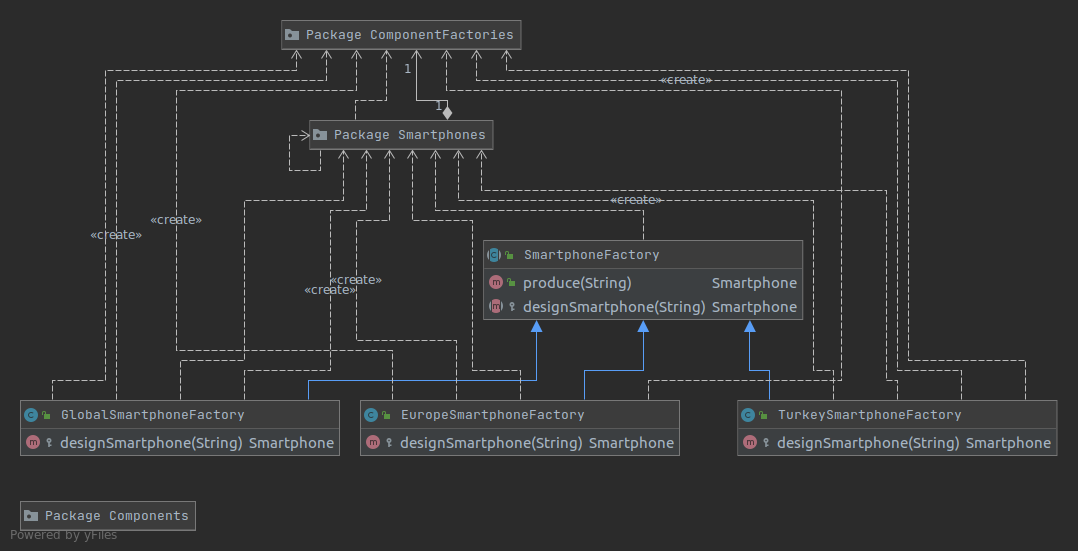 Package ComponentFactories
1
«create»
1
Package Smartphones
«create»
«create»
«create»
SmartphoneFactory
«create»
produce(String) Smartphone
«create»
designSmartphone(String) Smartphone
GlobalSmartphoneFactory
designSmartphone(String) Smartphone
EuropeSmartphoneFactory
designSmartphone(String) Smartphone
TurkeySmartphoneFactory
designSmartphone(String) Smartphone
Package Components
Powered by yFiles